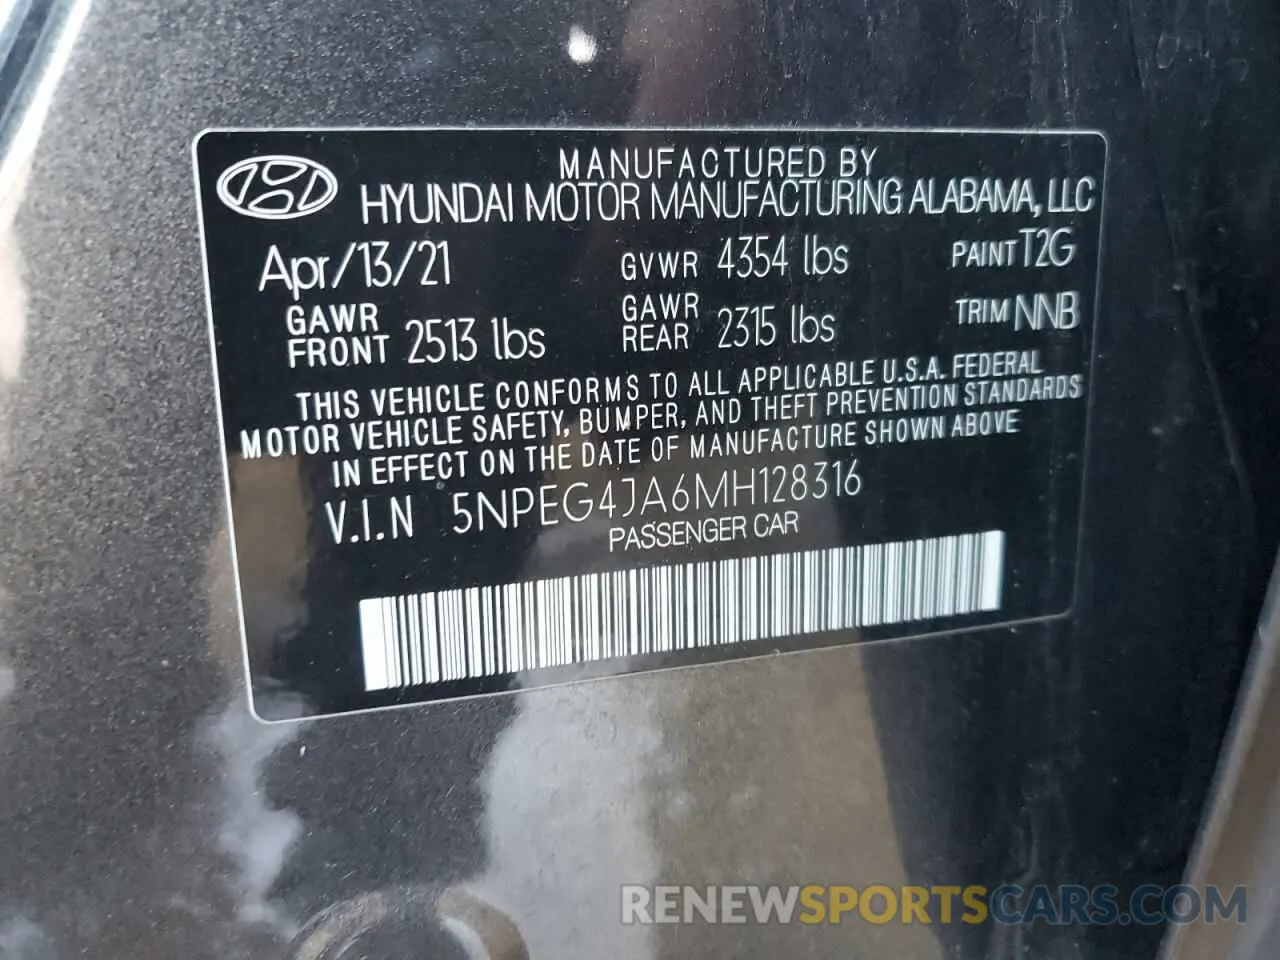 MANUFACTURED BY
HYUNDAI MOTOR MANUFACTURING ALABAMA, LLC
Apr/13/21 GVWR 4354 lbs PAINT T2G
GAWR FRONT 2513 lbs GAWR REAR 2315 lbs TRIM NNB
THIS VEHICLE CONFORMS TO ALL APPLICABLE U.S.A. FEDERAL
MOTOR VEHICLE SAFETY, BUMPER, AND THEFT PREVENTION STANDARDS
IN EFFECT ON THE DATE OF MANUFACTURE SHOWN ABOVE
V.I.N 5NPEG4JA6MH128316
PASSENGER CAR
RENEWSPORTSCARS.COM